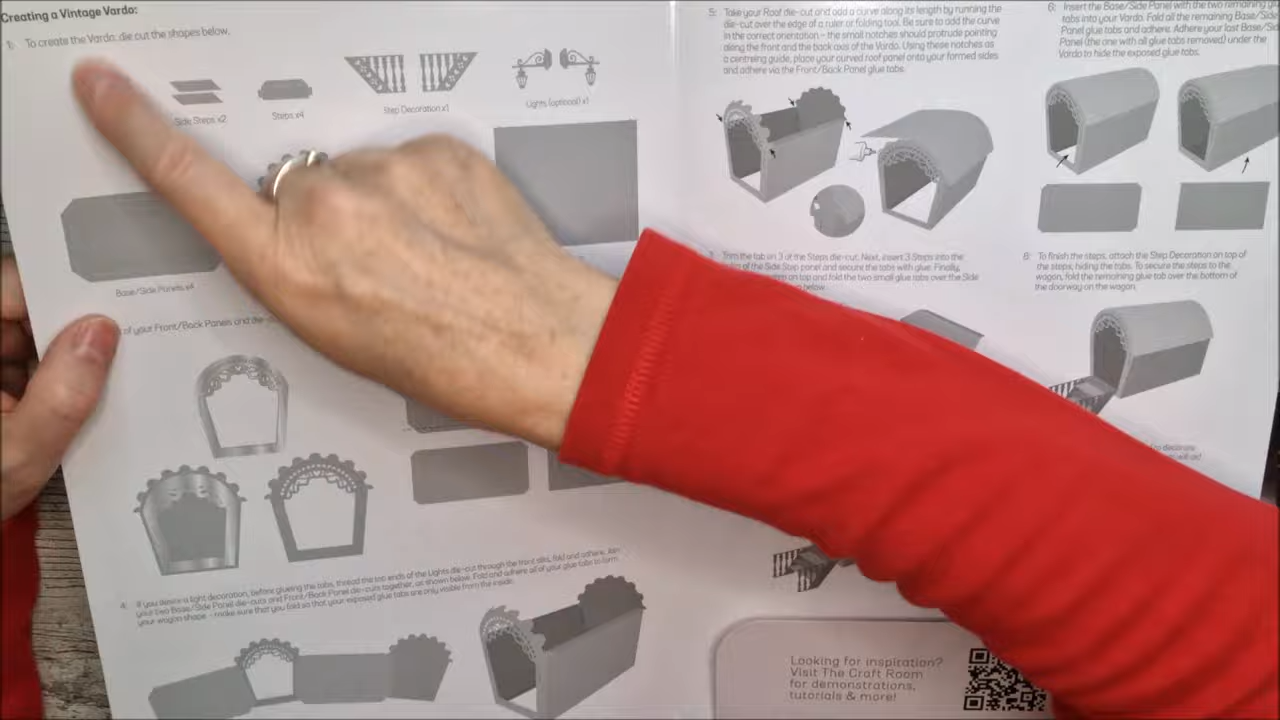 Creating a Vintage Vardo:
1: To create the Vardo: die cut the shapes below,
Side Steps x2
Steps x4
Step Decoration x1
Lights (optional) x1
Base/Side Panels x4
of your Front/Back Panels and die-
4: If you desire a light decoration, before glueing the tabs, thread the top ends of the Lights die-cut through the front slits, fold and adhere. Join
your two Base/Side Panel die-cuts and Front/Back Panel die-cuts together, as shown below. Fold and adhere all of your glue tabs to form
your wagon shape – make sure that you fold so that your exposed glue tabs are only visible from the inside.
5: Take your Roof die-cut and add a curve along its length by running the
die-cut over the edge of a ruler or folding tool. Be sure to add the curve
in the correct orientation – the small notches should protrude pointing
along the front and the back axis of the Vardo. Using these notches as
a centreing guide, place your curved roof panel onto your formed sides
and adhere via the Front/Back Panel glue tabs.
6: Insert the Base/Side Panel with the two remaining
tabs into your Vardo. Fold all the remaining Base/Side
Panel glue tabs and adhere. Adhere your last Base/
Panel (the one with all glue tabs removed) under the
Vardo to hide the exposed glue tabs.
Trim the tab on 3 of the Steps die-cut. Next, insert 3 Steps into the
of the Side Step panel and secure the tabs with glue. Finally,
on top and fold the two small glue tabs over the Side
below.
8: To finish the steps, attach the Step Decoration on top of
the steps, hiding the tabs. To secure the steps to the
wagon, fold the remaining glue tab over the bottom of
the doorway on the wagon.
Looking for inspiration?
Visit The Craft Room
for demonstrations,
tutorials & more!